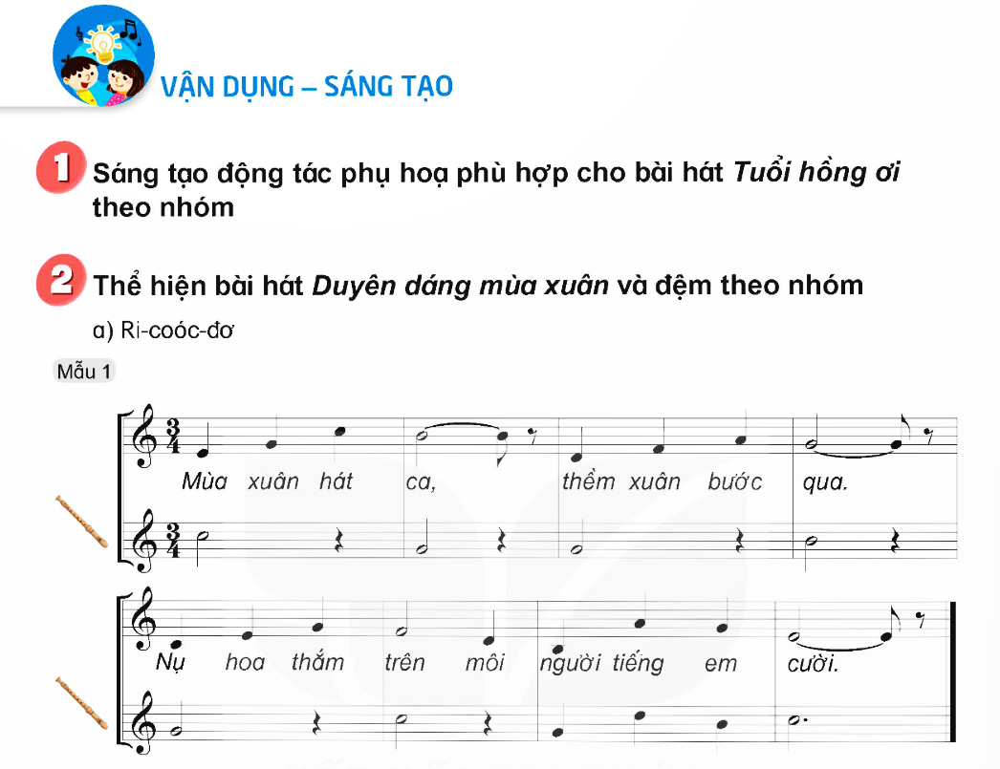 VẬN DỤNG – SÁNG TẠO
1 Sáng tạo động tác phụ hoạ phù hợp cho bài hát Tuổi hồng ơi
theo nhóm
2 Thể hiện bài hát Duyên dáng mùa xuân và đệm theo nhóm
a) Ri-coóc-đơ
Mẫu 1
3 4
Mùa xuân hát ca, thềm xuân bước qua.
3 4
Nụ hoa thắm trên môi người tiếng em cười.